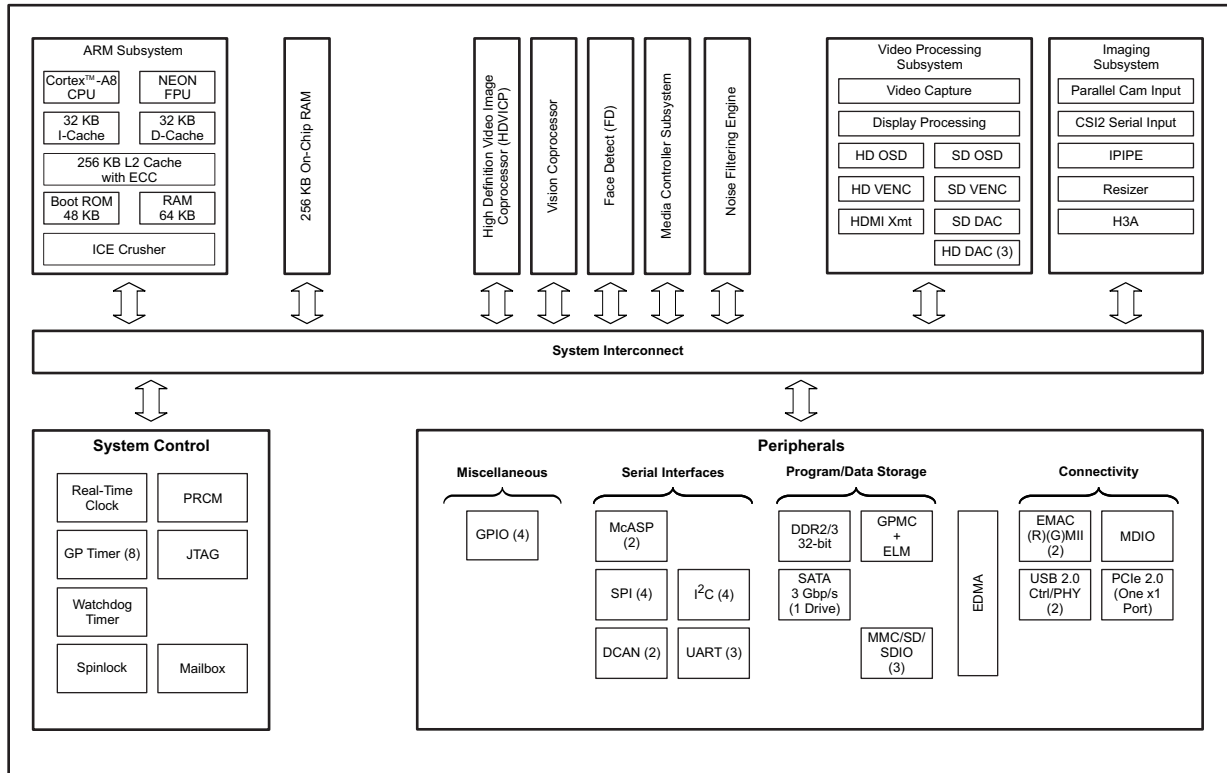 ARM Subsystem
Cortex™-A8
CPU
NEON
FPU
32 KB
I-Cache
32 KB
D-Cache
256 KB L2 Cache
with ECC
Boot ROM
48 KB
RAM
64 KB
ICE Crusher
256 KB On-Chip RAM
High Definition Video Image
Coprocessor (HDVICP)
Vision Coprocessor
Face Detect (FD)
Media Controller Subsystem
Noise Filtering Engine
Video Processing
Subsystem
Video Capture
Display Processing
HD OSD
SD OSD
HD VENC
SD VENC
HDMI Xmt
SD DAC
HD DAC (3)
Imaging
Subsystem
Parallel Cam Input
CSI2 Serial Input
IPIPE
Resizer
H3A
System Interconnect
System Control
Real-Time
Clock
PRCM
GP Timer (8)
JTAG
Watchdog
Timer
Spinlock
Mailbox
Peripherals
Miscellaneous
GPIO (4)
Serial Interfaces
McASP
(2)
SPI (4)
I²C (4)
DCAN (2)
UART (3)
Program/Data Storage
DDR2/3
32-bit
GPMC
+
ELM
SATA
3 Gbp/s
(1 Drive)
MMC/SD/
SDIO
(3)
EDMA
Connectivity
EMAC
(R)(G)MII
(2)
MDIO
USB 2.0
Ctrl/PHY
(2)
PCIe 2.0
(One x1
Port)